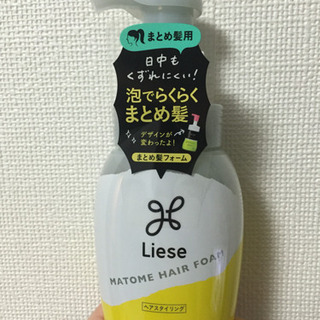 まとめ髪用
日中も
くずれにくい!
泡でらくらく
まとめ髪
デザインが
変わったよ!
まとめ髪フォーム
Liese
MATOME HAIR FOAM
ヘアスタイリング